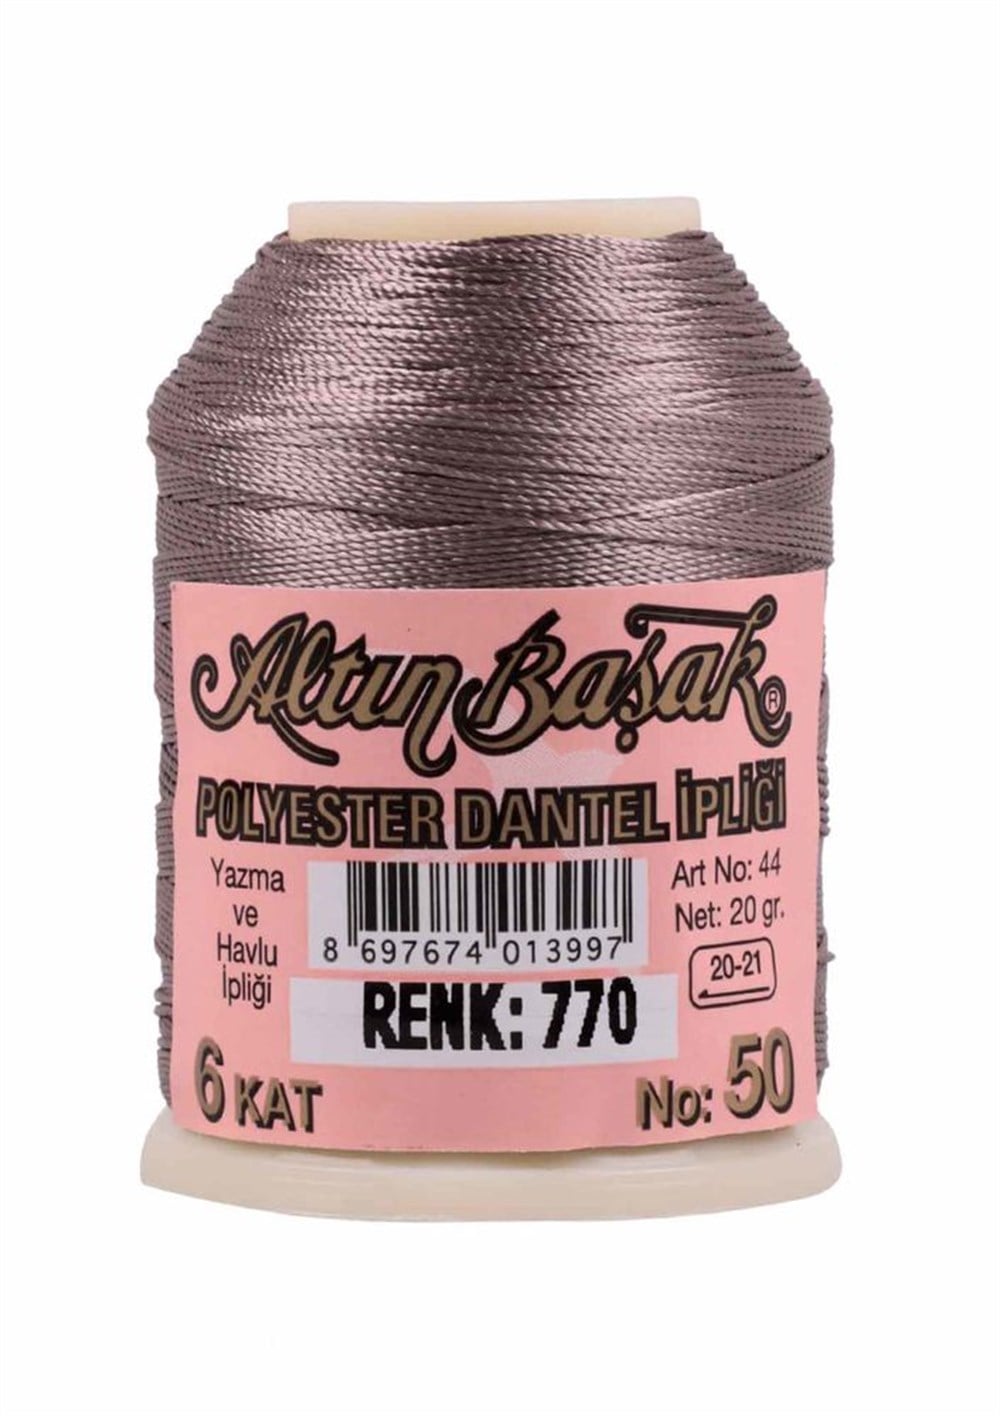 Altın Başak ®
POLYESTER DANTEL İPLİĞİ
Yazma
ve
Havlu
İpliği
8 697674 013997
Art No: 44
Net: 20 gr.
20-21
RENK: 770
6 KAT
No: 50